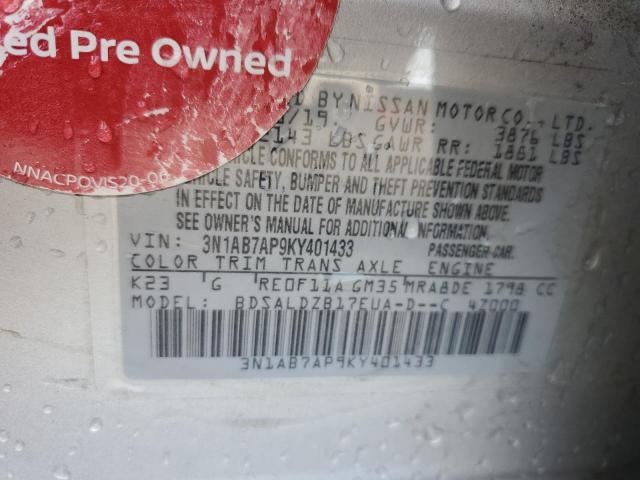 ed Pre Owned
NNACPOVIS20-06
D BY NISSAN MOTOR CO., LTD.
/19 GVWR: 3876 LBS
2143 LBS GAWR RR: 1881 LBS
VEHICLE CONFORMS TO ALL APPLICABLE FEDERAL MOTOR
VEHICLE SAFETY, BUMPER AND THEFT PREVENTION STANDARDS
IN EFFECT ON THE DATE OF MANUFACTURE SHOWN ABOVE.
SEE OWNER'S MANUAL FOR ADDITIONAL INFORMATION
VIN: 3N1AB7AP9KY401433 PASSENGER CAR
COLOR TRIM TRANS AXLE ENGINE
K23 G RE0F11A GM35 MRA8DE 1798 CC
MODEL: BDSALDZB17EUA-D--C 47000
3N1AB7AP9KY401433